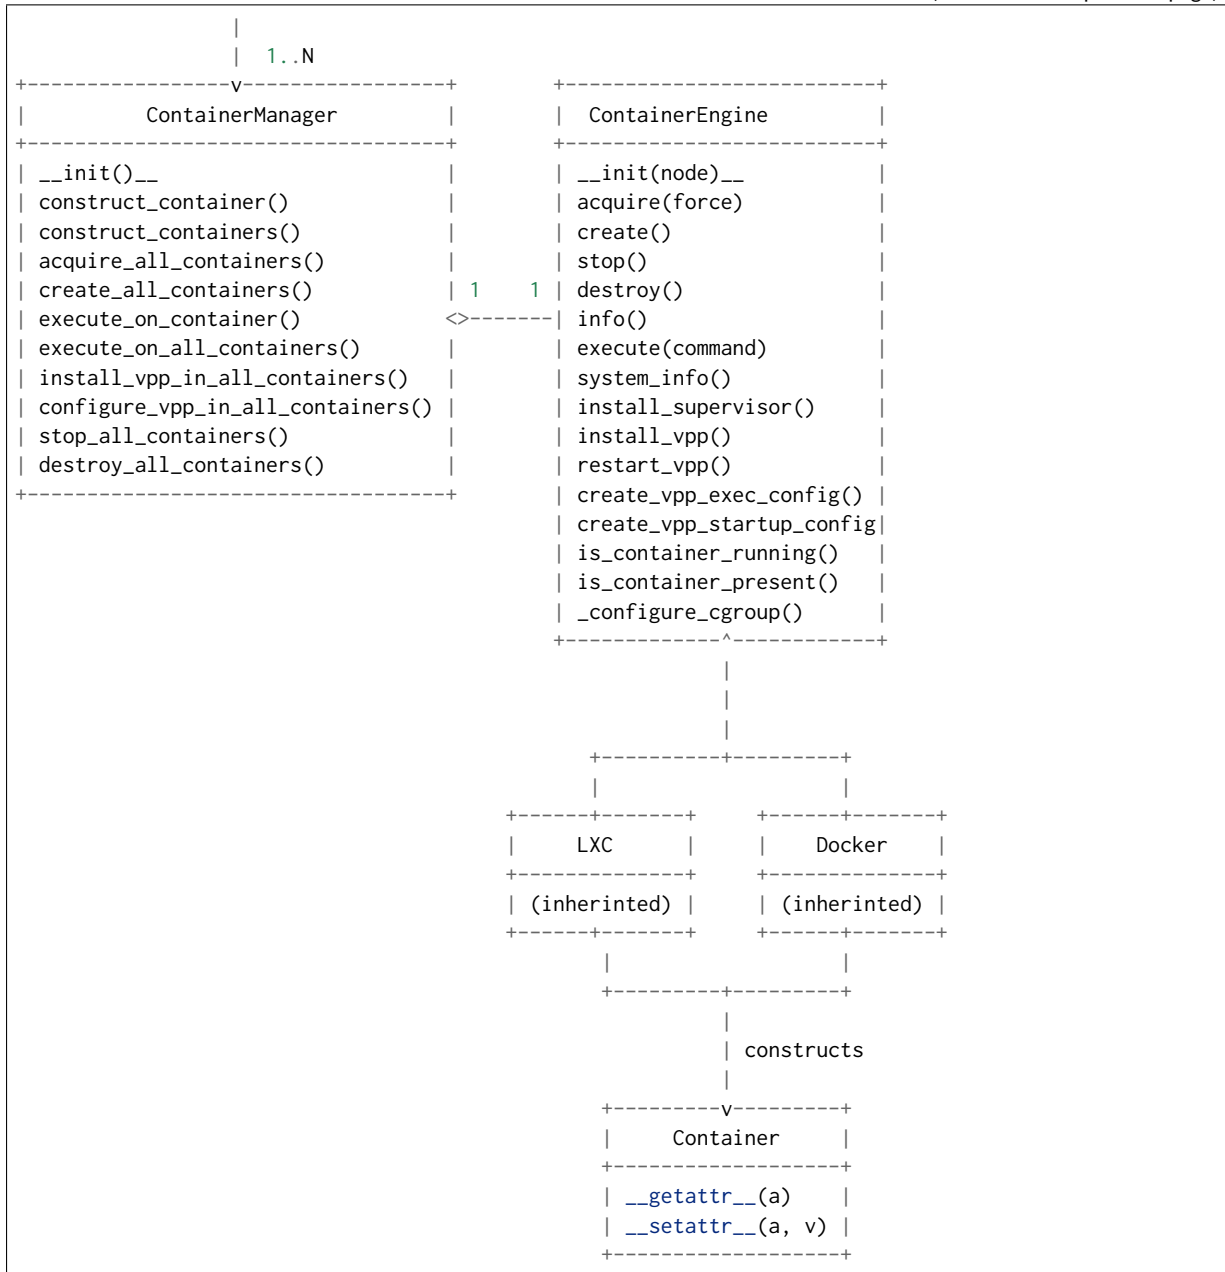 |
                   |  1..N
+-----------------v-----------------+        +--------------------------+
|          ContainerManager         |        |  ContainerEngine         |
+-----------------------------------+        +--------------------------+
| __init()__                        |        | __init(node)__           |
| construct_container()             |        | acquire(force)           |
| construct_containers()            |        | create()                 |
| acquire_all_containers()          |        | stop()                   |
| create_all_containers()           | 1    1 | destroy()                |
| execute_on_container()            <>-------| info()                   |
| execute_on_all_containers()       |        | execute(command)         |
| install_vpp_in_all_containers()   |        | system_info()            |
| configure_vpp_in_all_containers() |        | install_supervisor()     |
| stop_all_containers()             |        | install_vpp()            |
| destroy_all_containers()          |        | restart_vpp()            |
+-----------------------------------+        | create_vpp_exec_config() |
                                             | create_vpp_startup_config|
                                             | is_container_running()   |
                                             | is_container_present()   |
                                             | _configure_cgroup()      |
                                             +-------------^------------+
                                                           |
                                                           |
                                                           |
                                                +----------+---------+
                                                |                    |
                                         +------+-------+     +------+-------+
                                         |     LXC      |     |    Docker    |
                                         +--------------+     +--------------+
                                         | (inherinted) |     | (inherinted) |
                                         +------+-------+     +------+-------+
                                                 |                   |
                                                 +---------+---------+
                                                           |
                                                           | constructs
                                                           |
                                                 +---------v---------+
                                                 |     Container     |
                                                 +-------------------+
                                                 | __getattr__(a)    |
                                                 | __setattr__(a, v) |
                                                 +-------------------+